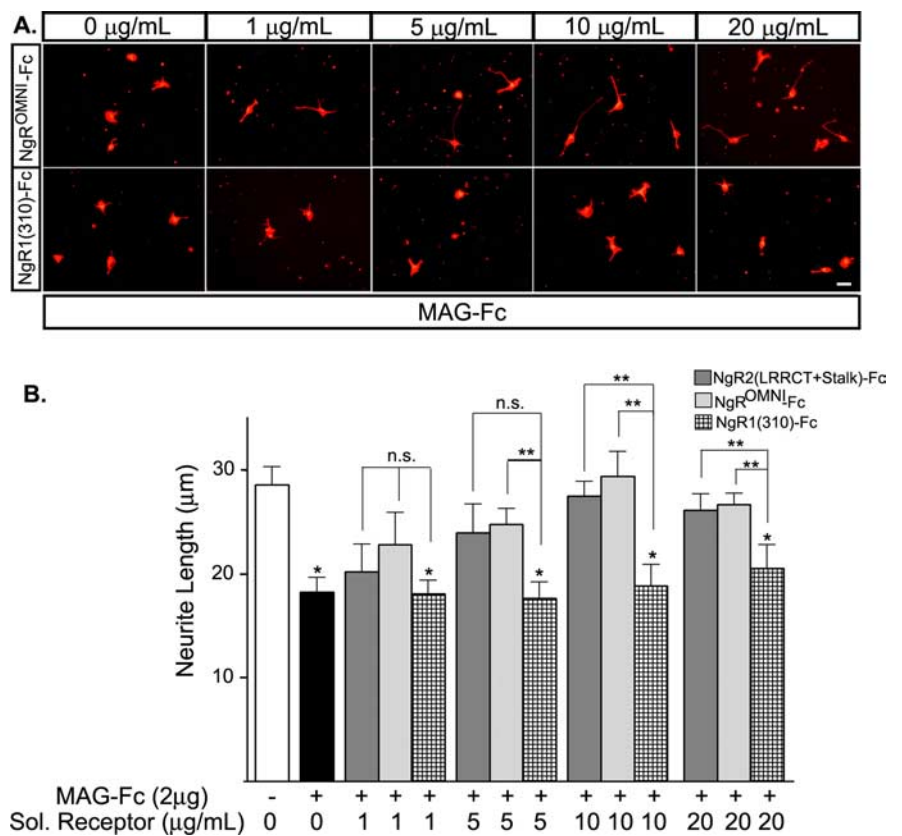 A.
0 µg/mL 1 µg/mL 5 µg/mL 10 µg/mL 20 µg/mL
NgR^OMNI-Fc
NgR1(310)-Fc
MAG-Fc
B.
NgR2(LRRCT+Stalk)-Fc
NgR^OMNI-Fc
NgR1(310)-Fc
n.s. n.s. ** ** ** ** **
* * * * *
Neurite Length (µm)
30
20
10
MAG-Fc (2µg) - + + + + + + + + + + + + +
Sol. Receptor (µg/mL) 0 0 1 1 1 5 5 5 10 10 10 20 20 20